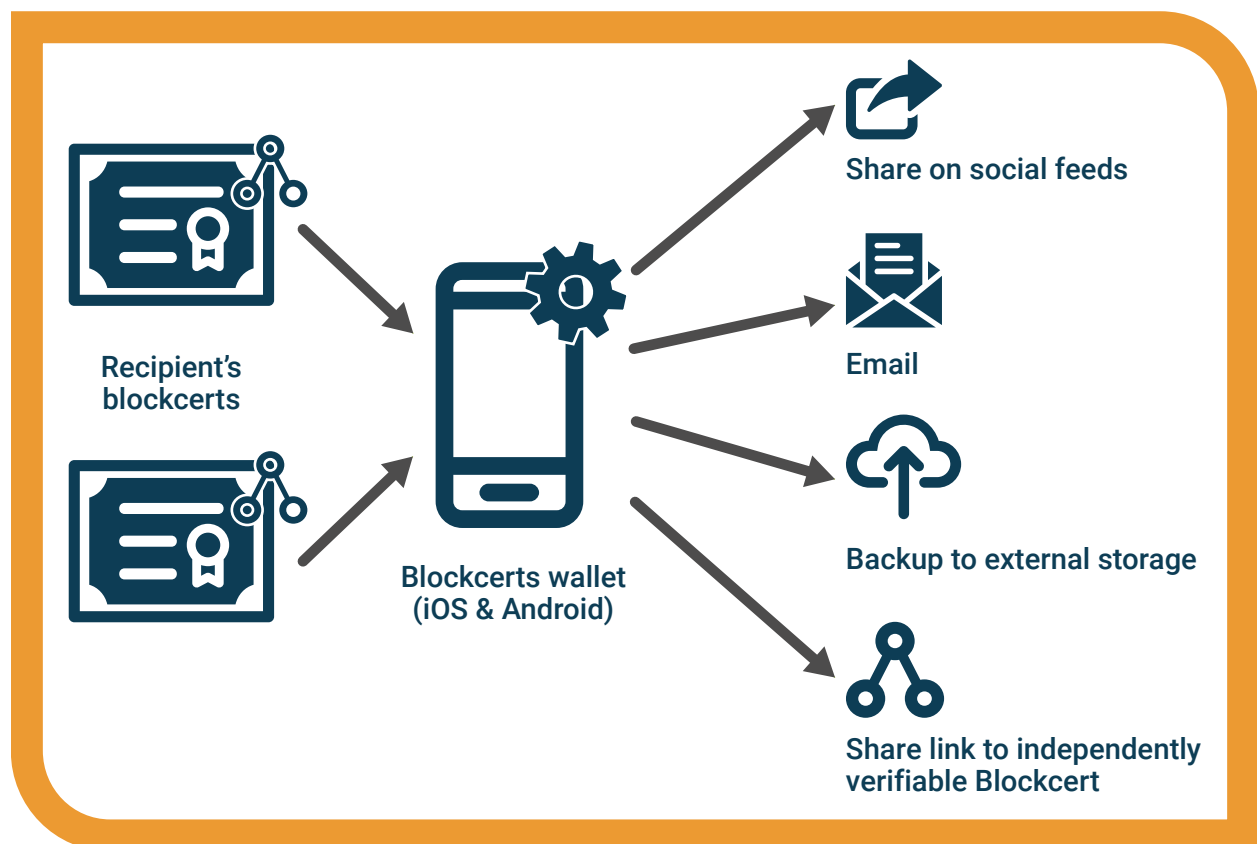 Recipient’s
blockcerts
Blockcerts wallet
(iOS & Android)
Share on social feeds
Email
Backup to external storage
Share link to independently
verifiable Blockcert